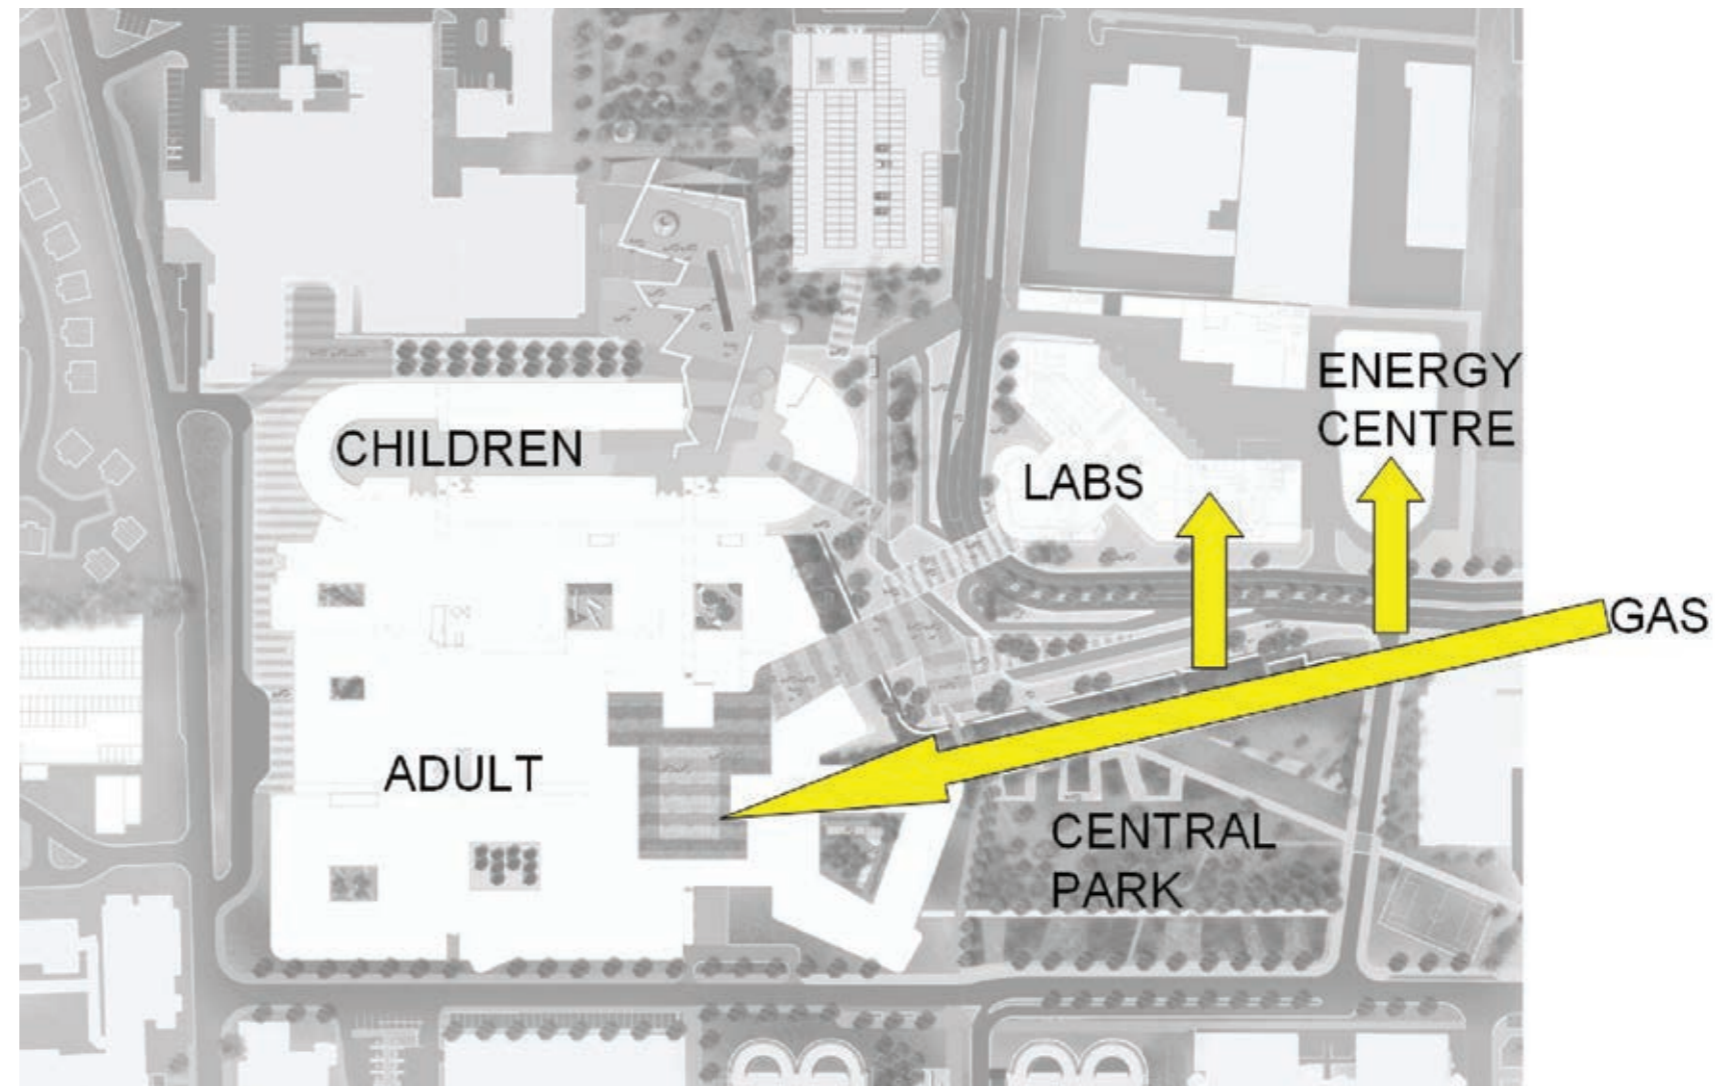 ENERGY
CENTRE
CHILDREN
LABS
GAS
ADULT
CENTRAL
PARK